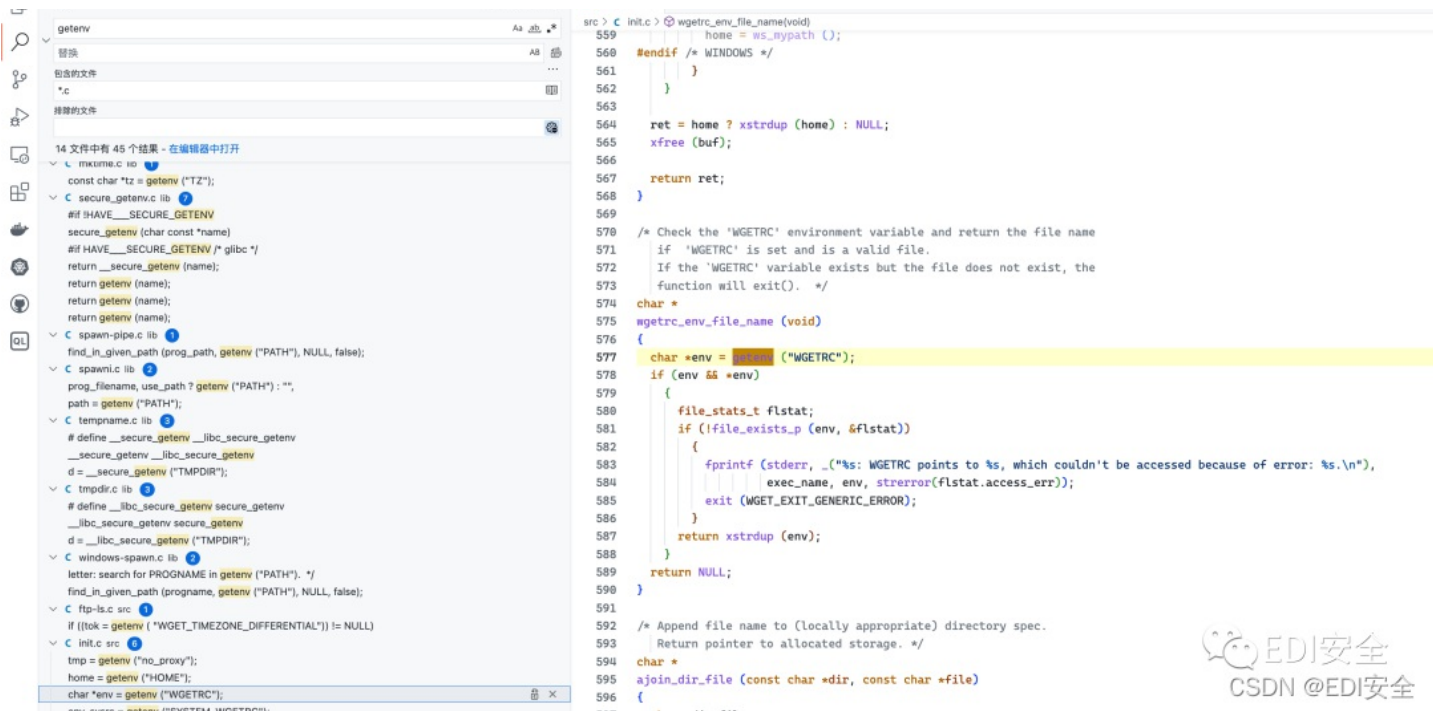 getenv
Aa ab .*
替换
AB
包含的文件
...
*.c
排除的文件
14 文件中有 45 个结果 - 在编辑器中打开
C mktime.c lib 1
const char *tz = getenv ("TZ");
C secure_getenv.c lib 7
#if !HAVE___SECURE_GETENV
secure_getenv (char const *name)
#if HAVE___SECURE_GETENV /* glibc */
return __secure_getenv (name);
return getenv (name);
return getenv (name);
return getenv (name);
C spawn-pipe.c lib 1
find_in_given_path (prog_path, getenv ("PATH"), NULL, false);
C spawni.c lib 2
prog_filename, use_path ? getenv ("PATH") : "",
path = getenv ("PATH");
C tempname.c lib 3
# define __secure_getenv __libc_secure_getenv
__secure_getenv __libc_secure_getenv
d = __secure_getenv ("TMPDIR");
C tmpdir.c lib 3
# define __libc_secure_getenv secure_getenv
__libc_secure_getenv secure_getenv
d = __libc_secure_getenv ("TMPDIR");
C windows-spawn.c lib 2
letter: search for PROGNAME in getenv ("PATH"). */
find_in_given_path (progname, getenv ("PATH"), NULL, false);
C ftp-ls.c src 1
if ((tok = getenv ( "WGET_TIMEZONE_DIFFERENTIAL")) != NULL)
C init.c src 6
tmp = getenv ("no_proxy");
home = getenv ("HOME");
char *env = getenv ("WGETRC");
QL
src > C init.c > wgetrc_env_file_name(void)
559 home = ws_mypath ();
560 #endif /* WINDOWS */
561 }
562 }
563
564 ret = home ? xstrdup (home) : NULL;
565 xfree (buf);
566
567 return ret;
568 }
569
570 /* Check the 'WGETRC' environment variable and return the file name
571 if 'WGETRC' is set and is a valid file.
572 If the `WGETRC' variable exists but the file does not exist, the
573 function will exit(). */
574 char *
575 wgetrc_env_file_name (void)
576 {
577 char *env = getenv ("WGETRC");
578 if (env && *env)
579 {
580 file_stats_t flstat;
581 if (!file_exists_p (env, &flstat))
582 {
583 fprintf (stderr, _("%s: WGETRC points to %s, which couldn't be accessed because of error: %s.\n"),
584 exec_name, env, strerror(flstat.access_err));
585 exit (WGET_EXIT_GENERIC_ERROR);
586 }
587 return xstrdup (env);
588 }
589 return NULL;
590 }
591
592 /* Append file name to (locally appropriate) directory spec.
593 Return pointer to allocated storage. */
594 char *
595 ajoin_dir_file (const char *dir, const char *file)
596 {
EDI安全
CSDN @EDI安全